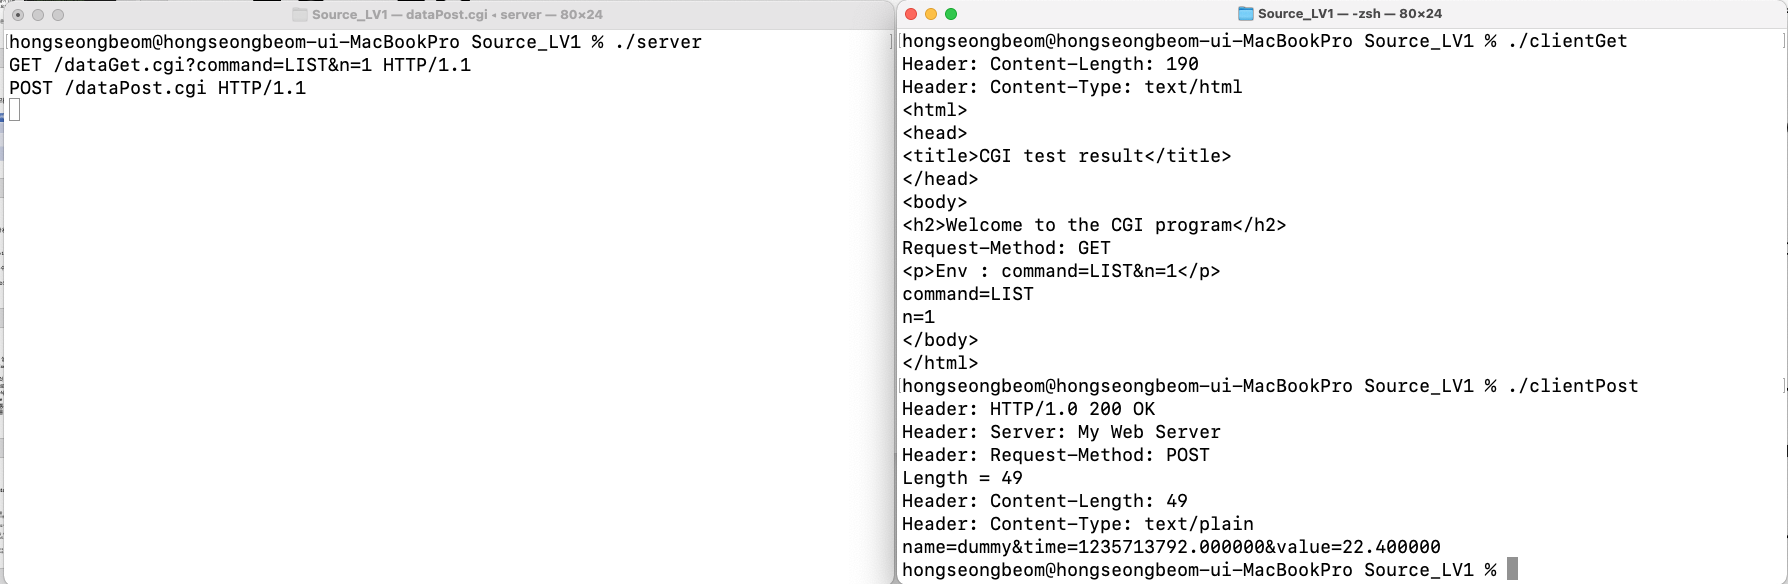 Source_LV1 — dataPost.cgi ◂ server — 80×24
hongseongbeom@hongseongbeom-ui-MacBookPro Source_LV1 % ./server
GET /dataGet.cgi?command=LIST&n=1 HTTP/1.1
POST /dataPost.cgi HTTP/1.1
Source_LV1 — -zsh — 80×24
hongseongbeom@hongseongbeom-ui-MacBookPro Source_LV1 % ./clientGet
Header: Content-Length: 190
Header: Content-Type: text/html
<html>
<head>
<title>CGI test result</title>
</head>
<body>
<h2>Welcome to the CGI program</h2>
Request-Method: GET
<p>Env : command=LIST&n=1</p>
command=LIST
n=1
</body>
</html>
hongseongbeom@hongseongbeom-ui-MacBookPro Source_LV1 % ./clientPost
Header: HTTP/1.0 200 OK
Header: Server: My Web Server
Header: Request-Method: POST
Length = 49
Header: Content-Length: 49
Header: Content-Type: text/plain
name=dummy&time=1235713792.000000&value=22.400000
hongseongbeom@hongseongbeom-ui-MacBookPro Source_LV1 %